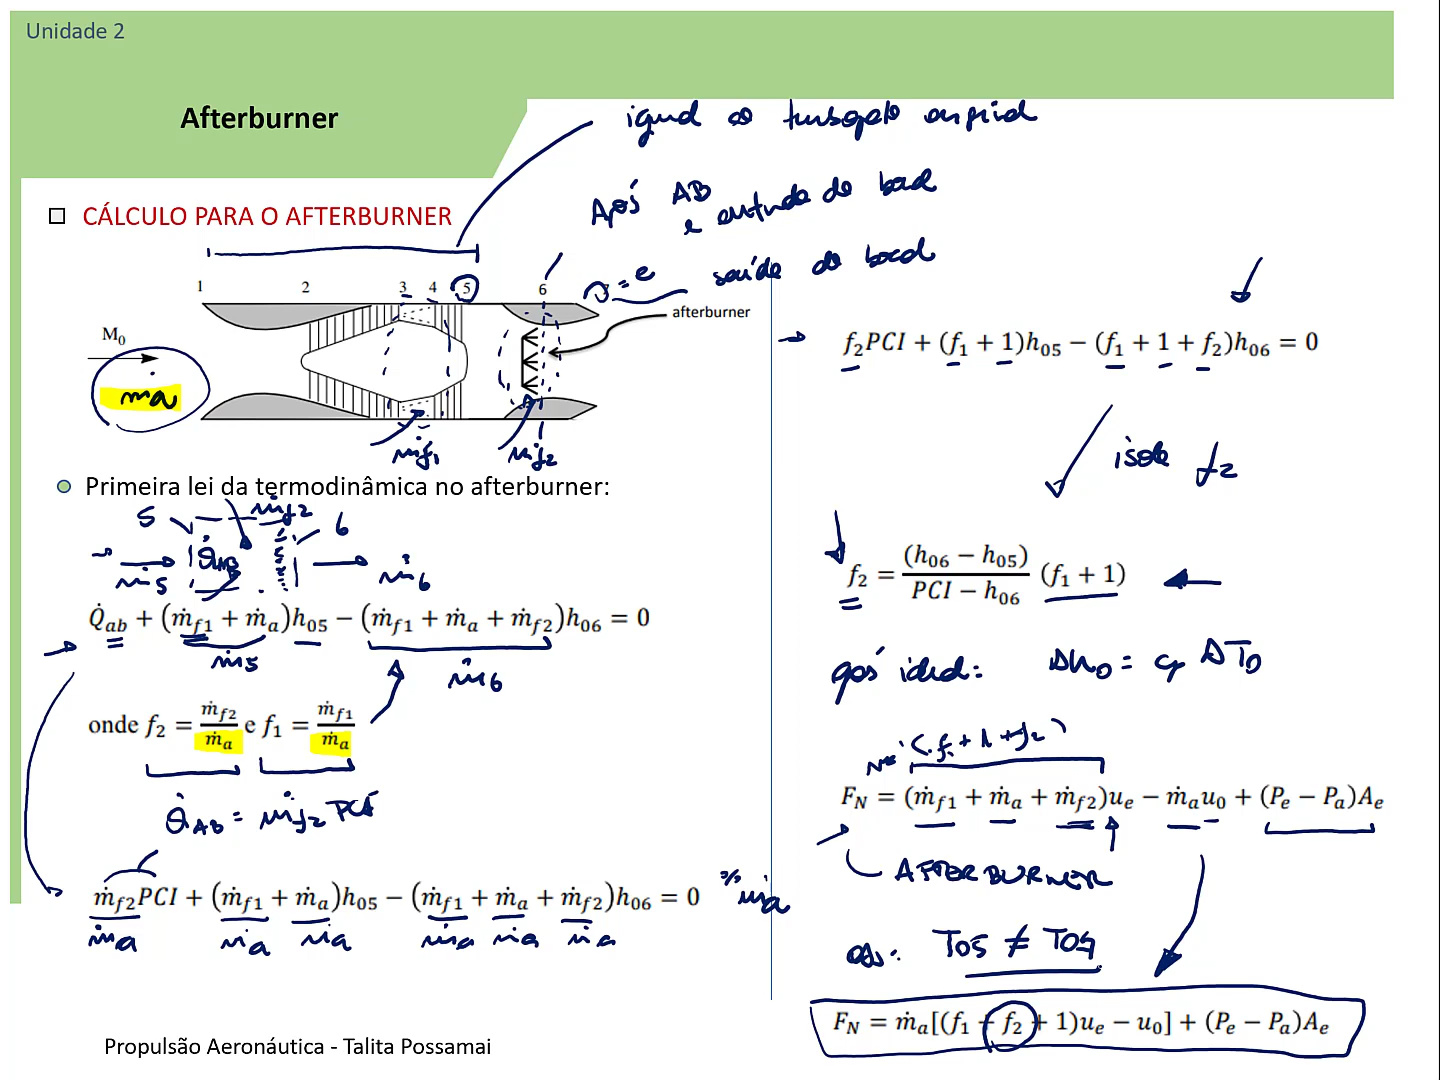 Unidade 2
Afterburner
igual ao
Após AB
e entrada do bocal
saída do bocal
CÁLCULO PARA O AFTERBURNER
1 2 3 4 5 6
= e
M₀
afterburner
ṁa
ṁf1 ṁf2
Primeira lei da termodinâmica no afterburner:
5 ṁf2 6
Q̇AB
ṁ5 ṁ6
Q̇ab + (ṁf1 + ṁa)h05 − (ṁf1 + ṁa + ṁf2)h06 = 0
ṁ5 ṁ6
onde f2 = ṁf2/ṁa e f1 = ṁf1/ṁa
Q̇AB = ṁf2 PCI
ṁf2PCI + (ṁf1 + ṁa)h05 − (ṁf1 + ṁa + ṁf2)h06 = 0 ÷ ṁa
ṁa ṁa ṁa ṁa ṁa ṁa
f2PCI + (f1 + 1)h05 − (f1 + 1 + f2)h06 = 0
isole f2
f2 = (h06 − h05)/(PCI − h06) (f1 + 1)
gás ideal: Δh0 = cp ΔT0
(f1 + 1 + f2)
FN = (ṁf1 + ṁa + ṁf2)ue − ṁau0 + (Pe − Pa)Ae
AFTERBURNER
obs: T05 ≠ T04
FN = ṁa[(f1 + f2 + 1)ue − u0] + (Pe − Pa)Ae
Propulsão Aeronáutica - Talita Possamai